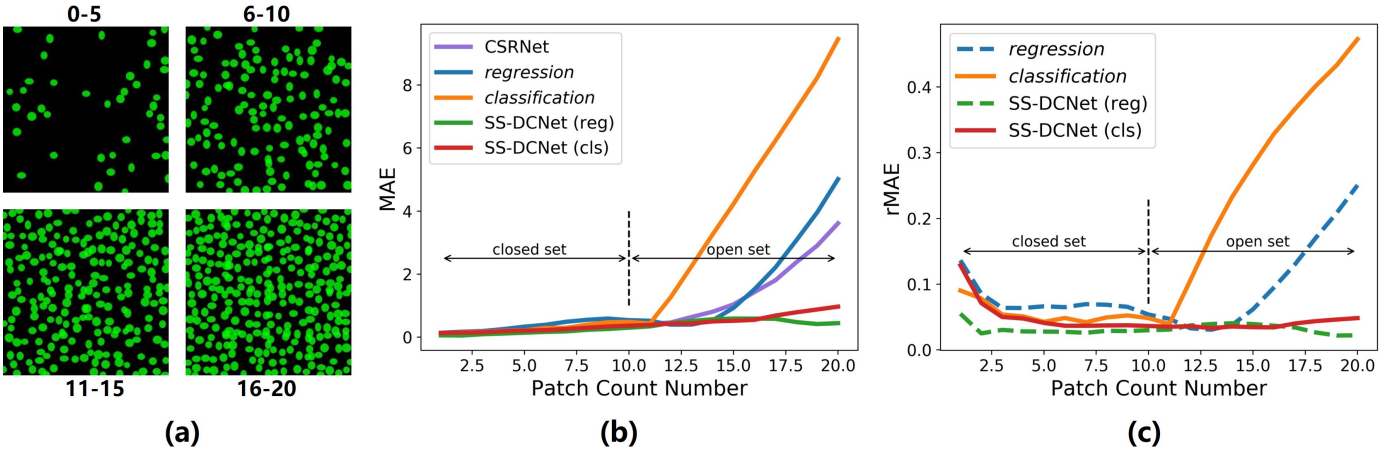 0-5
6-10
11-15
16-20
(a)
CSRNet
regression
classification
SS-DCNet (reg)
SS-DCNet (cls)
MAE
8
6
4
2
0
closed set
open set
2.5 5.0 7.5 10.0 12.5 15.0 17.5 20.0
Patch Count Number
(b)
regression
classification
SS-DCNet (reg)
SS-DCNet (cls)
rMAE
0.4
0.3
0.2
0.1
0.0
closed set
open set
2.5 5.0 7.5 10.0 12.5 15.0 17.5 20.0
Patch Count Number
(c)